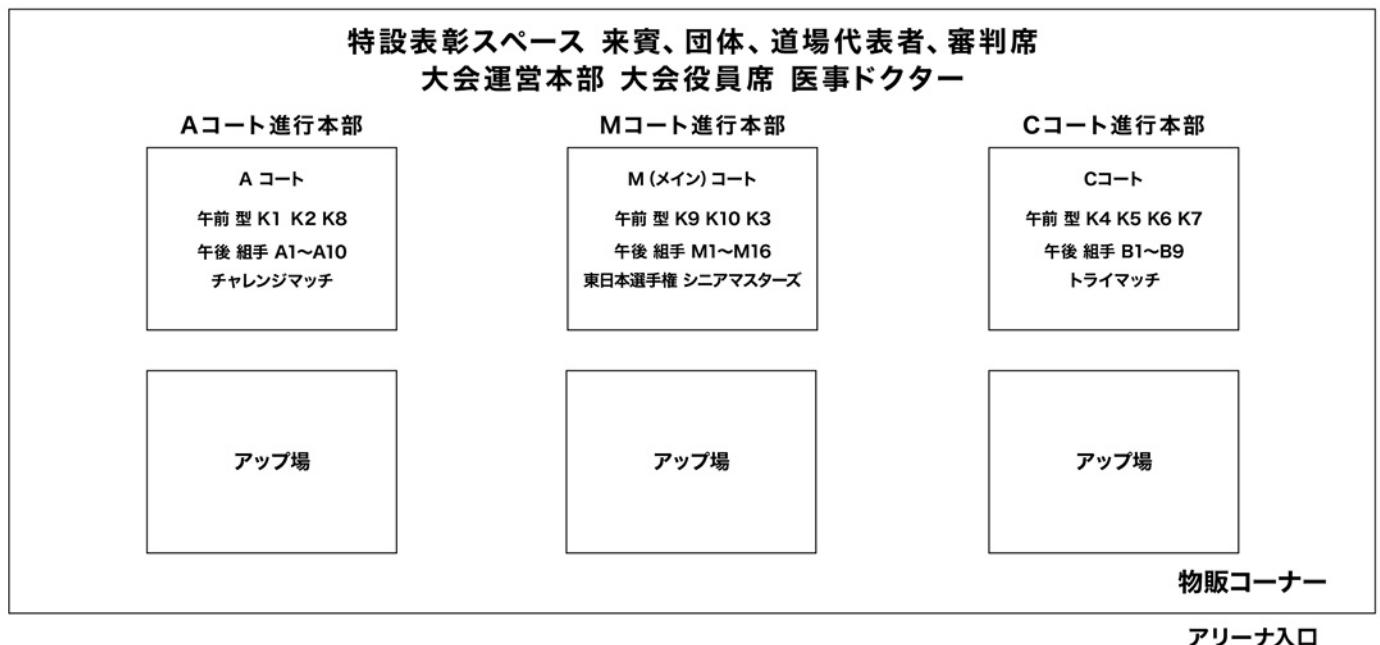 特設表彰スペース 来賓、団体、道場代表者、審判席
大会運営本部 大会役員席 医事ドクター
Aコート進行本部
A コート
午前 型 K1 K2 K8
午後 組手 A1〜A10
チャレンジマッチ
Mコート進行本部
M（メイン）コート
午前 型 K9 K10 K3
午後 組手 M1〜M16
東日本選手権 シニアマスターズ
Cコート進行本部
Cコート
午前 型 K4 K5 K6 K7
午後 組手 B1〜B9
トライマッチ
アップ場
アップ場
アップ場
物販コーナー
アリーナ入口